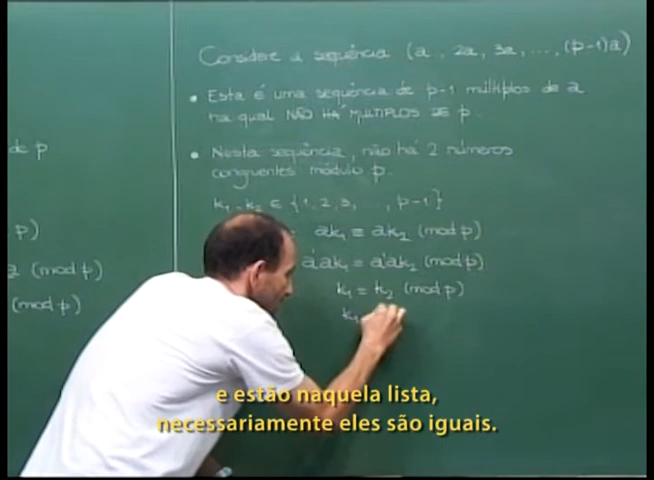 Considere a sequência (a, 2a, 3a, ..., (p-1)a)
• Esta é uma sequência de p-1 múltiplos de a
na qual NÃO HÁ MÚLTIPLOS DE p.
de p
• Nesta sequência, não há 2 números
congruentes módulo p.
k₁, k₂ ∈ {1, 2, 3, ..., p-1}
p)
ak₁ ≡ ak₂ (mod p)
(mod p)
a'ak₁ ≡ a'ak₂ (mod p)
(mod p)
k₁ ≡ k₂ (mod p)
k₁
e estão naquela lista,
necessariamente eles são iguais.